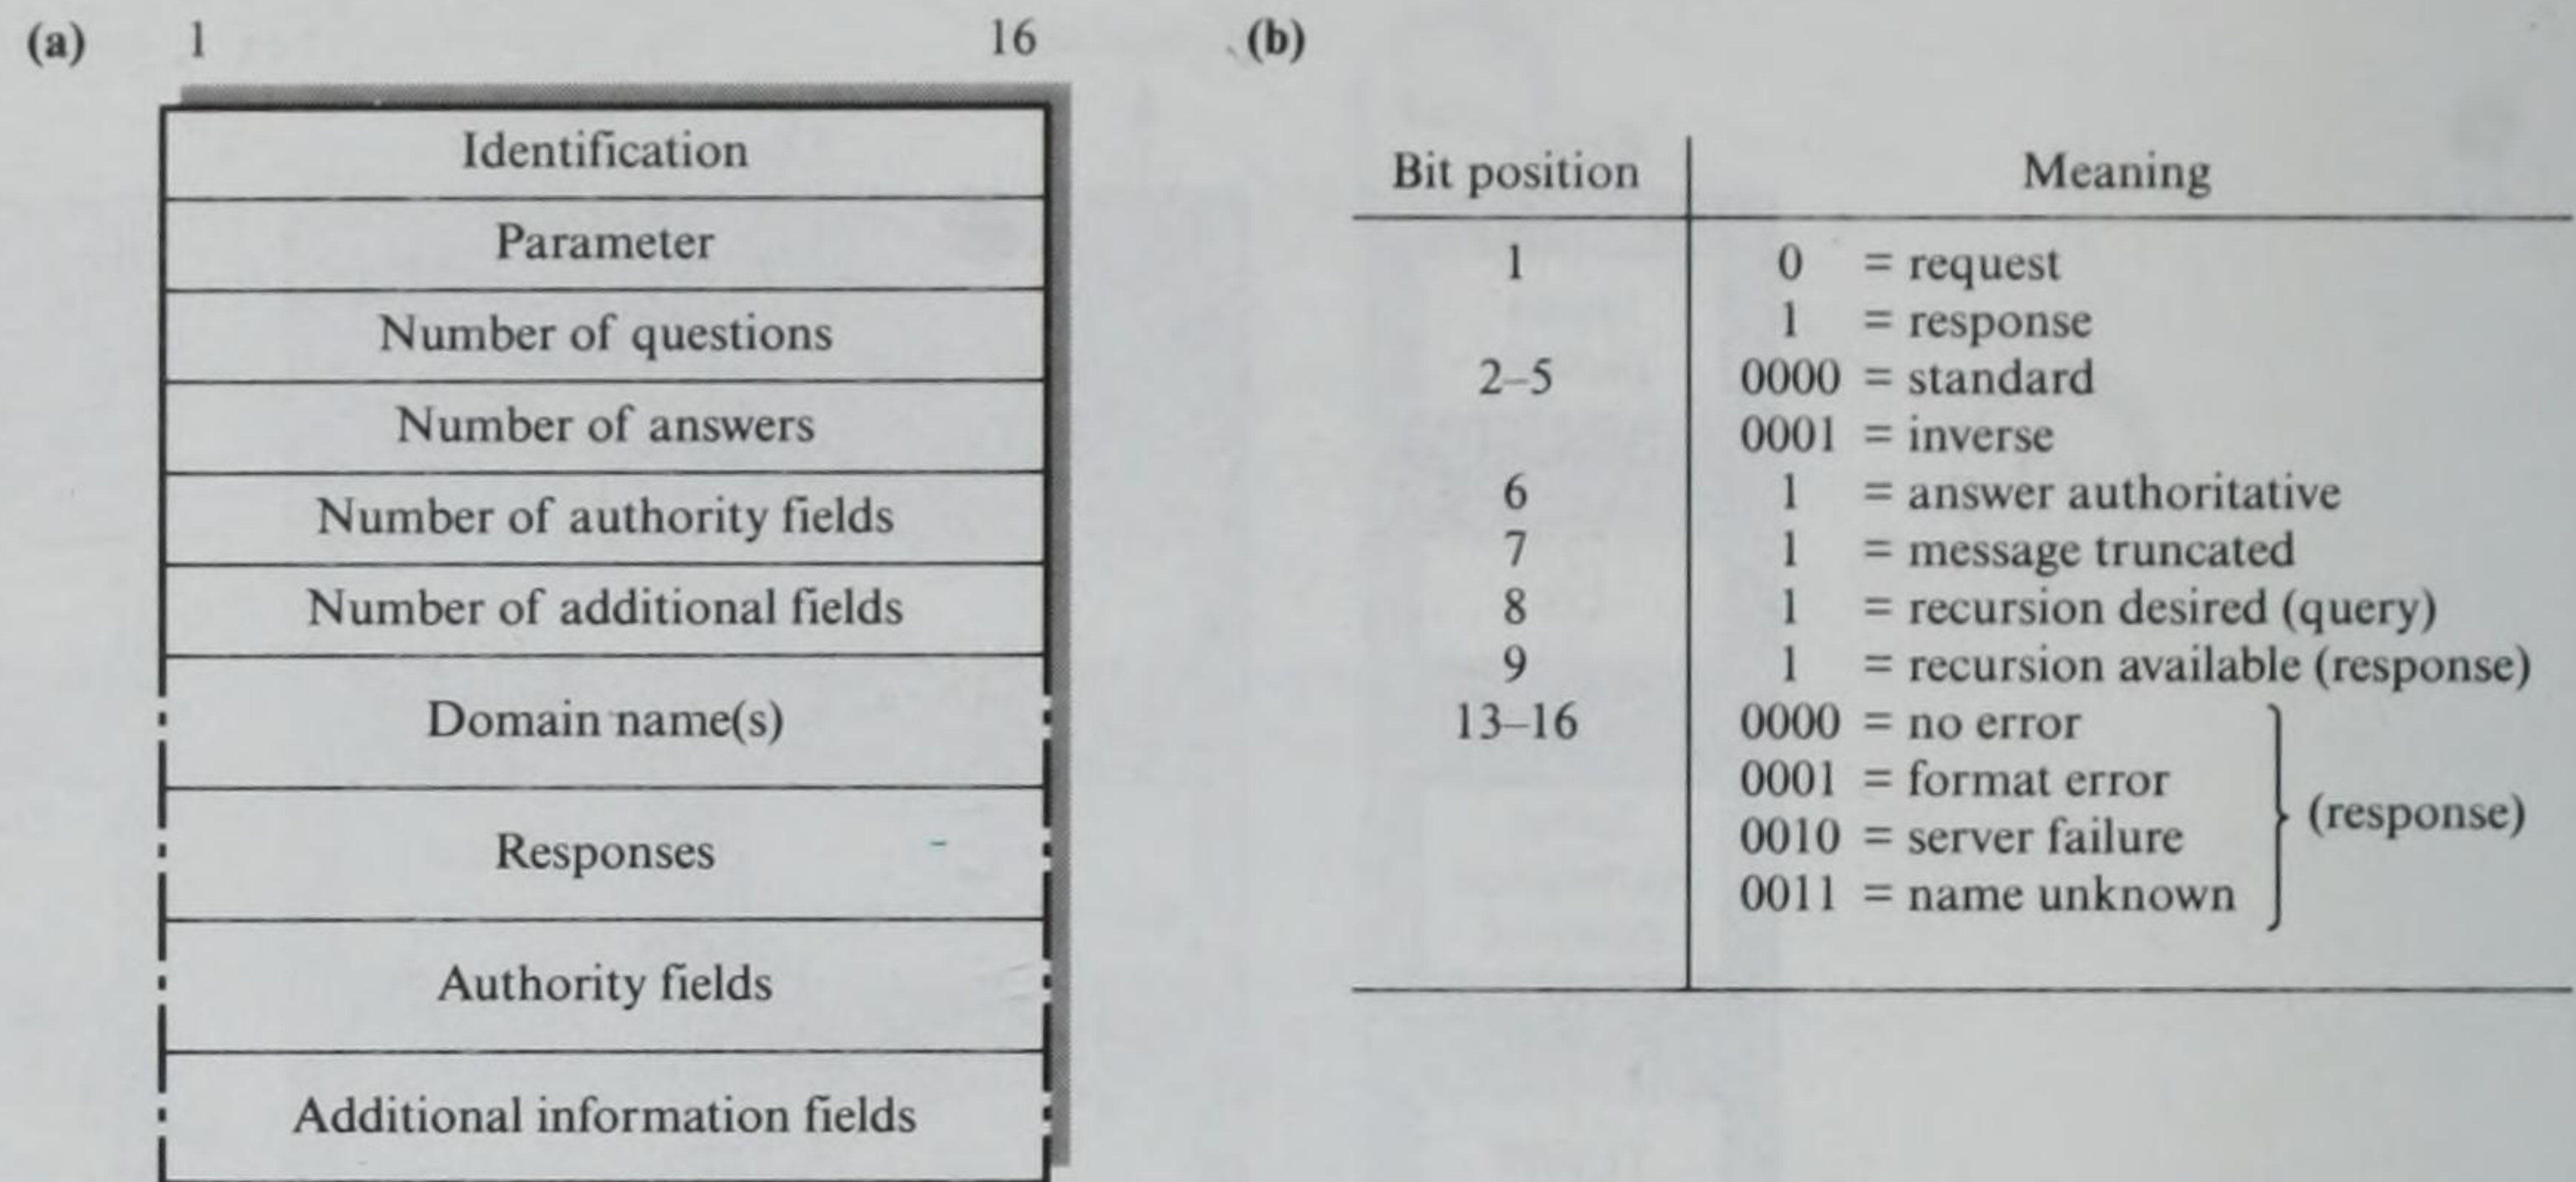 (a) 1 16
Identification
Parameter
Number of questions
Number of answers
Number of authority fields
Number of additional fields
Domain name(s)
Responses
Authority fields
Additional information fields
(b)
Bit position Meaning
1 0 = request
1 = response
2–5 0000 = standard
0001 = inverse
6 1 = answer authoritative
7 1 = message truncated
8 1 = recursion desired (query)
9 1 = recursion available (response)
13–16 0000 = no error
0001 = format error
0010 = server failure
0011 = name unknown
(response)